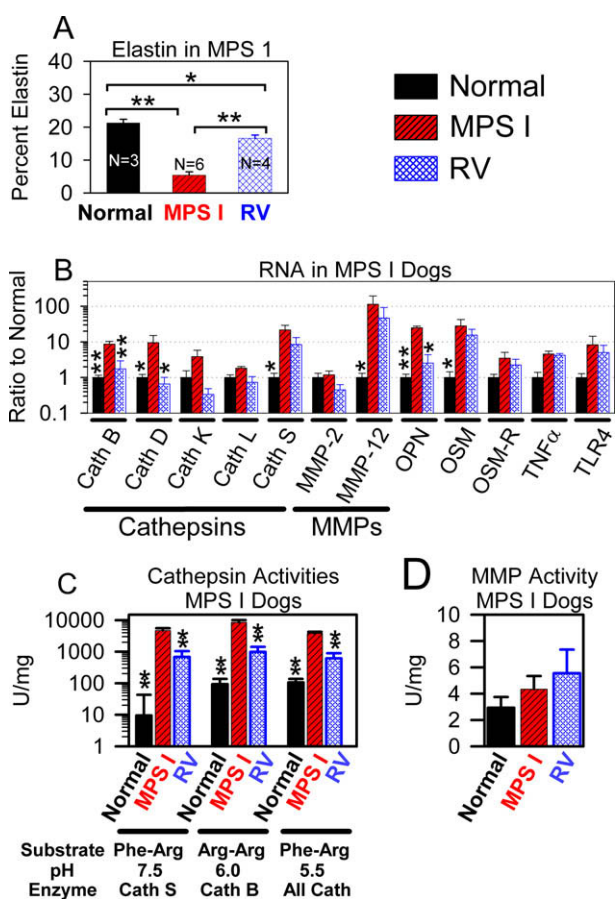 A
Elastin in MPS 1
Percent Elastin
40
30
20
10
0
*
**
**
N=3
N=6
N=4
Normal MPS I RV
Normal
MPS I
RV
B
RNA in MPS I Dogs
Ratio to Normal
100
10
1
0.1
** ** * * * ** * *
Cath B Cath D Cath K Cath L Cath S MMP-2 MMP-12 OPN OSM OSM-R TNFα TLR4
Cathepsins MMPs
C
Cathepsin Activities
MPS I Dogs
U/mg
10000
1000
100
10
1
** ** ** ** ** **
Normal MPS I RV Normal MPS I RV Normal MPS I RV
Substrate Phe-Arg Arg-Arg Phe-Arg
pH 7.5 6.0 5.5
Enzyme Cath S Cath B All Cath
D
MMP Activity
MPS I Dogs
U/mg
10
8
6
4
2
0
Normal MPS I RV